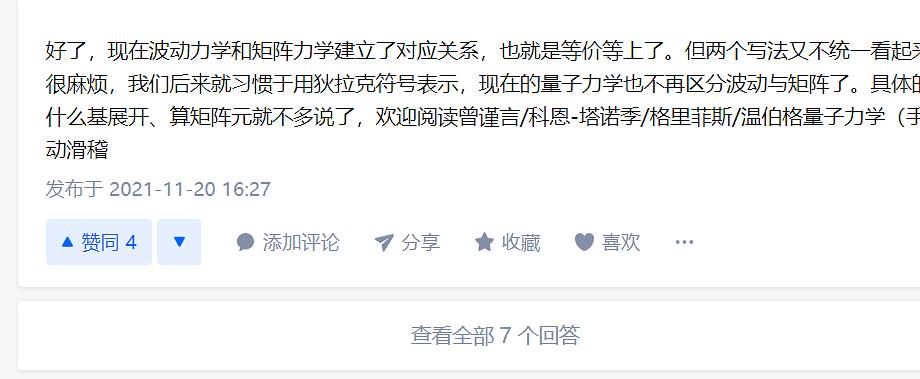 好了，现在波动力学和矩阵力学建立了对应关系，也就是等价等上了。但两个写法又不统一看起
很麻烦，我们后来就习惯于用狄拉克符号表示，现在的量子力学也不再区分波动与矩阵了。具体
什么基展开、算矩阵元就不多说了，欢迎阅读曾谨言/科恩-塔诺季/格里菲斯/温伯格量子力学（手
动滑稽
发布于 2021-11-20 16:27
赞同 4 添加评论 分享 收藏 喜欢 ···
查看全部 7 个回答